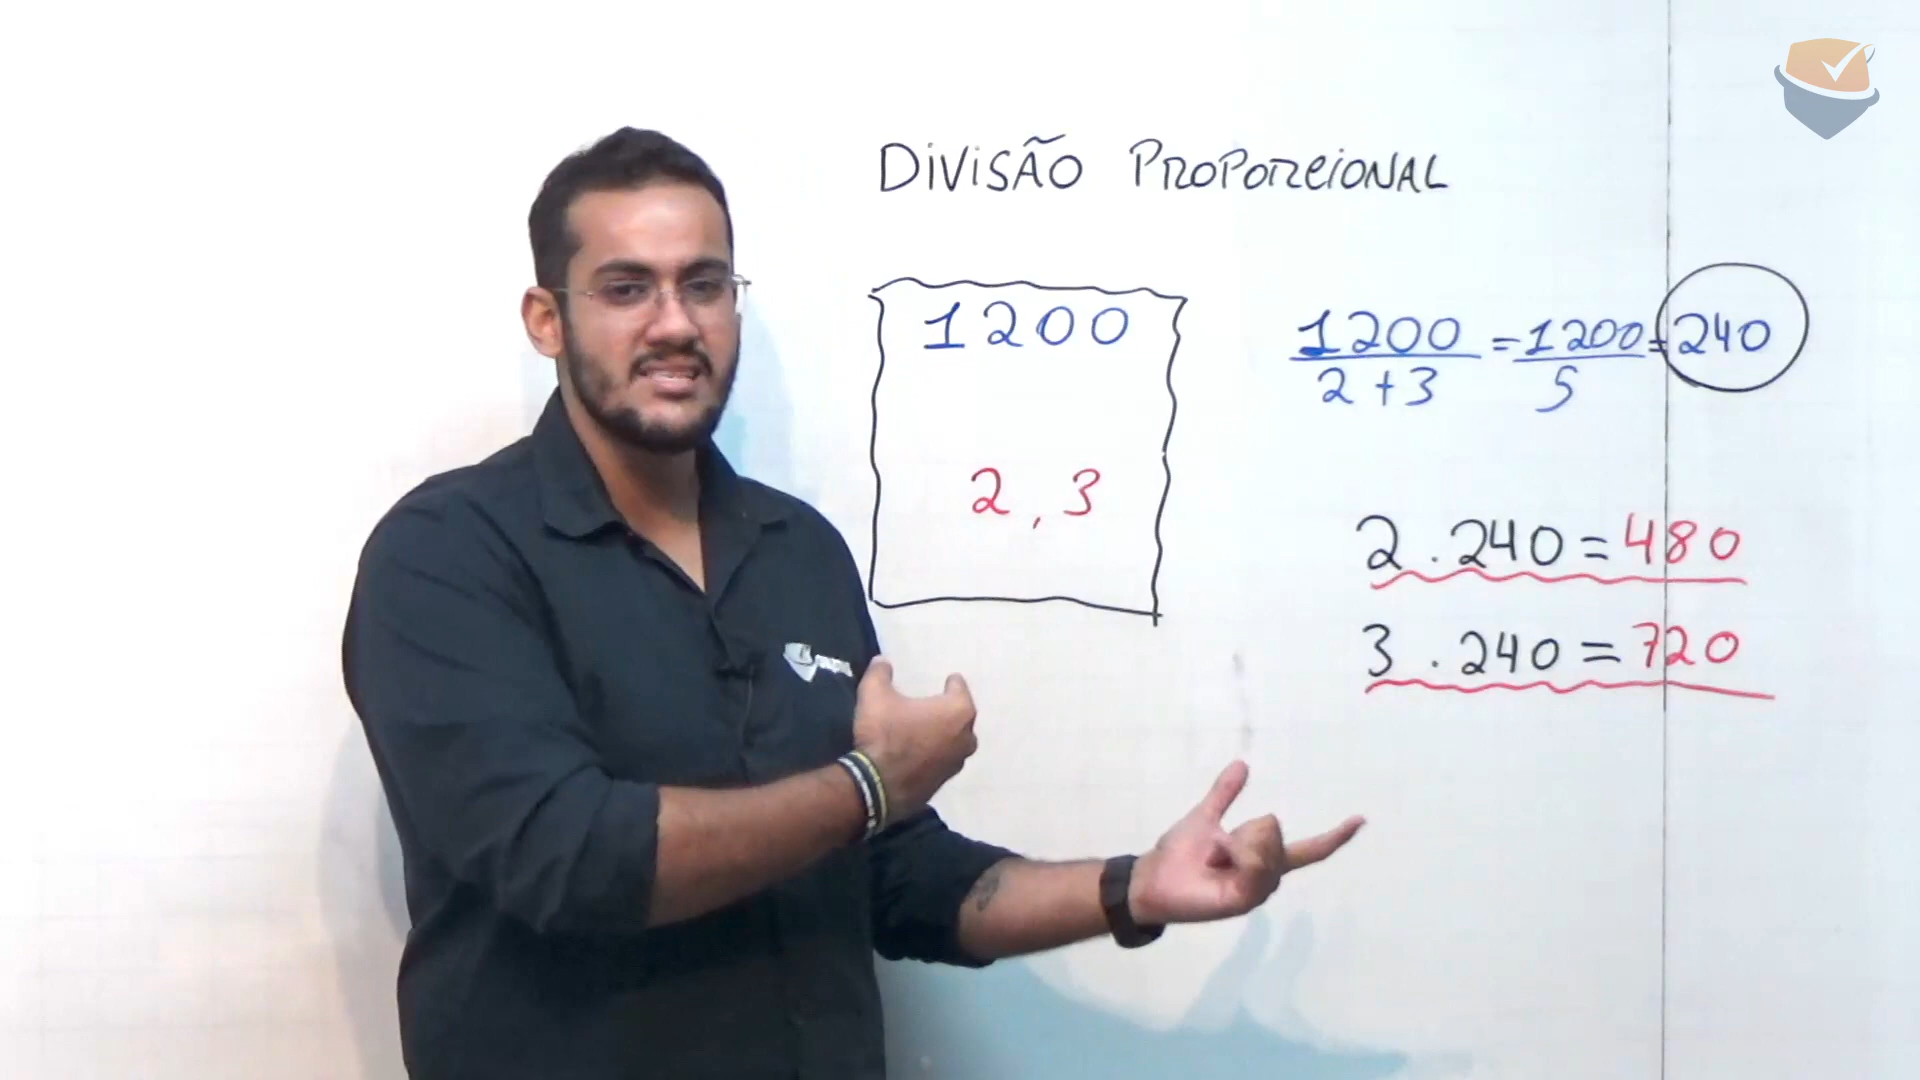 DIVISÃO PROPORCIONAL
1200
2, 3
1200 / 2 + 3 = 1200 / 5 = 240
2 . 240 = 480
3 . 240 = 720